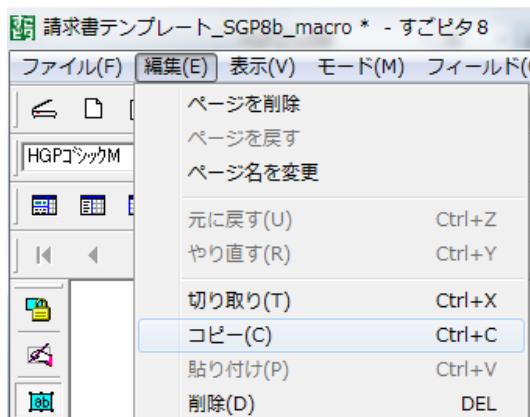 請求書テンプレート_SGP8b_macro * - すごピタ8
ファイル(F) 編集(E) 表示(V) モード(M) フィールド(
HGPゴシックM
ページを削除
ページを戻す
ページ名を変更
元に戻す(U) Ctrl+Z
やり直す(R) Ctrl+Y
切り取り(T) Ctrl+X
コピー(C) Ctrl+C
貼り付け(P) Ctrl+V
削除(D) DEL